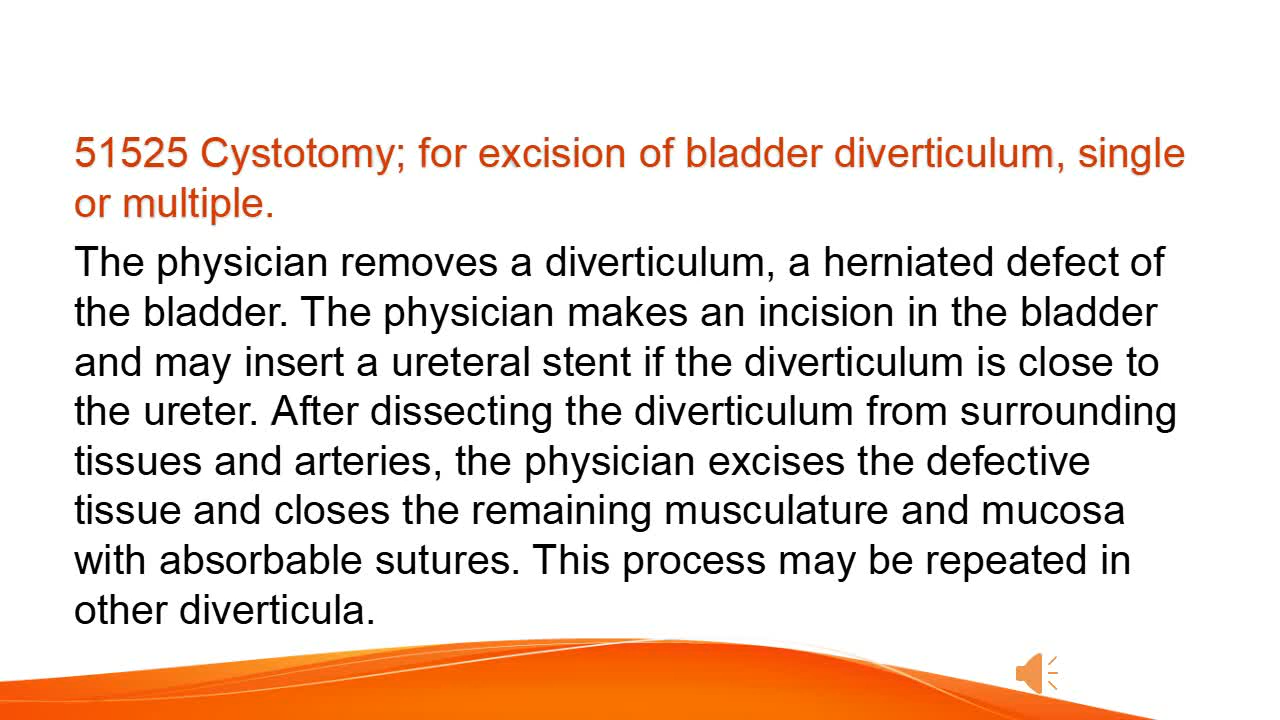 51525 Cystotomy; for excision of bladder diverticulum, single
or multiple.
The physician removes a diverticulum, a herniated defect of
the bladder. The physician makes an incision in the bladder
and may insert a ureteral stent if the diverticulum is close to
the ureter. After dissecting the diverticulum from surrounding
tissues and arteries, the physician excises the defective
tissue and closes the remaining musculature and mucosa
with absorbable sutures. This process may be repeated in
other diverticula.